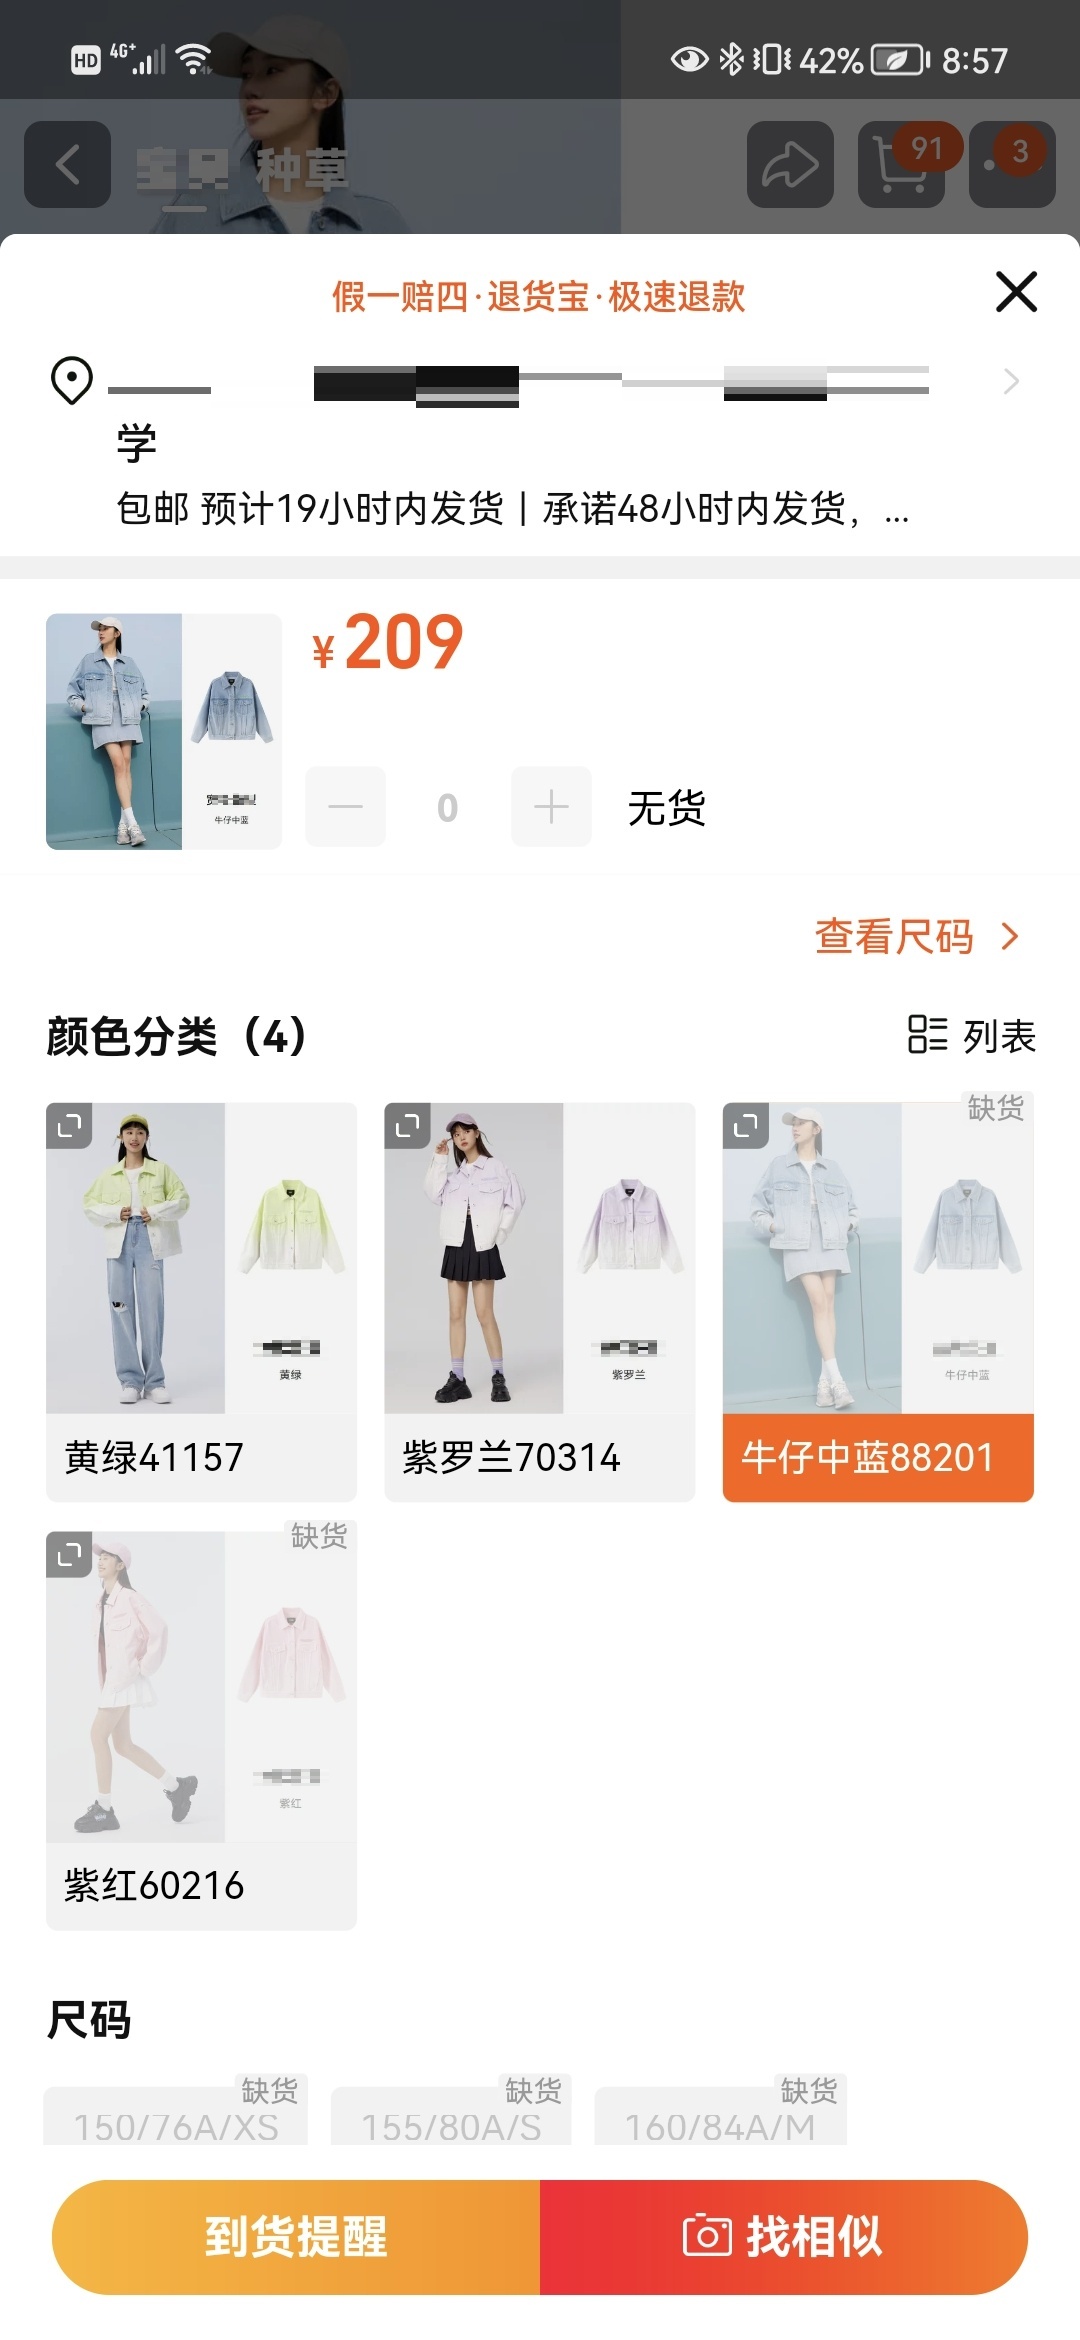 HD 4G+ 42% 8:57
种草 91 3
假一赔四·退货宝·极速退款
学
包邮 预计19小时内发货丨承诺48小时内发货，...
¥209
0 无货
牛仔中蓝
查看尺码
颜色分类（4） 列表
缺货
黄绿 紫罗兰 牛仔中蓝
黄绿41157 紫罗兰70314 牛仔中蓝88201
缺货
紫红
紫红60216
尺码
缺货 缺货 缺货
150/76A/XS 155/80A/S 160/84A/M
到货提醒 找相似